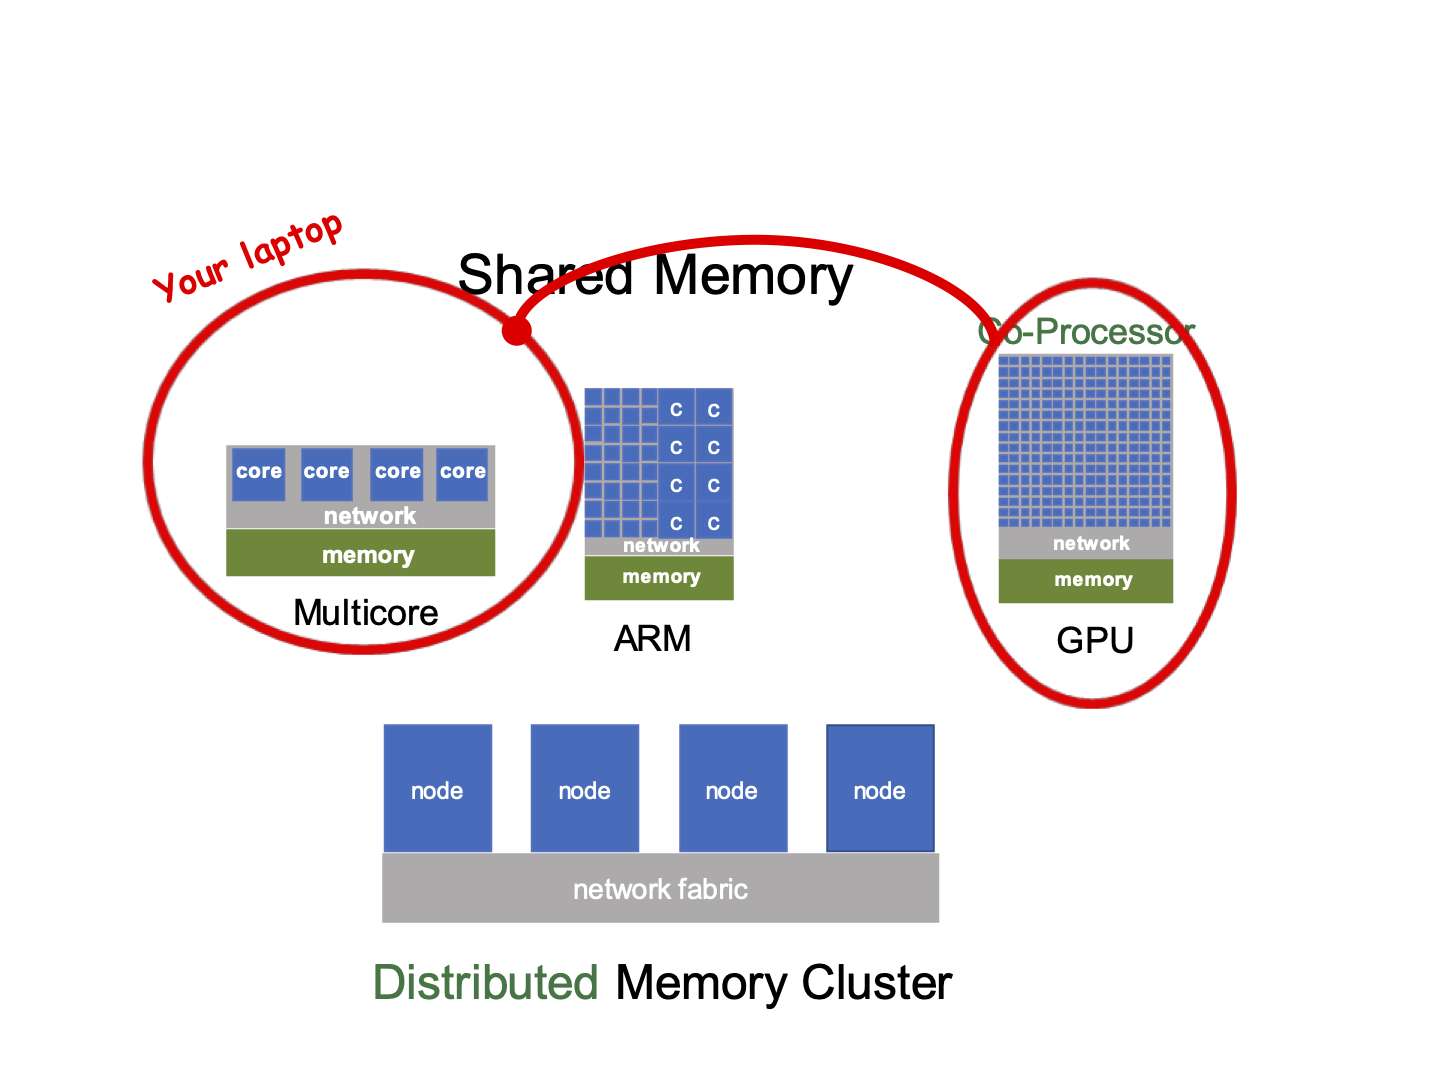 Your laptop
Shared Memory
Co-Processor
core core core core
network
memory
Multicore
C C
C C
C C
C C
network
memory
ARM
network
memory
GPU
node node node node
network fabric
Distributed Memory Cluster